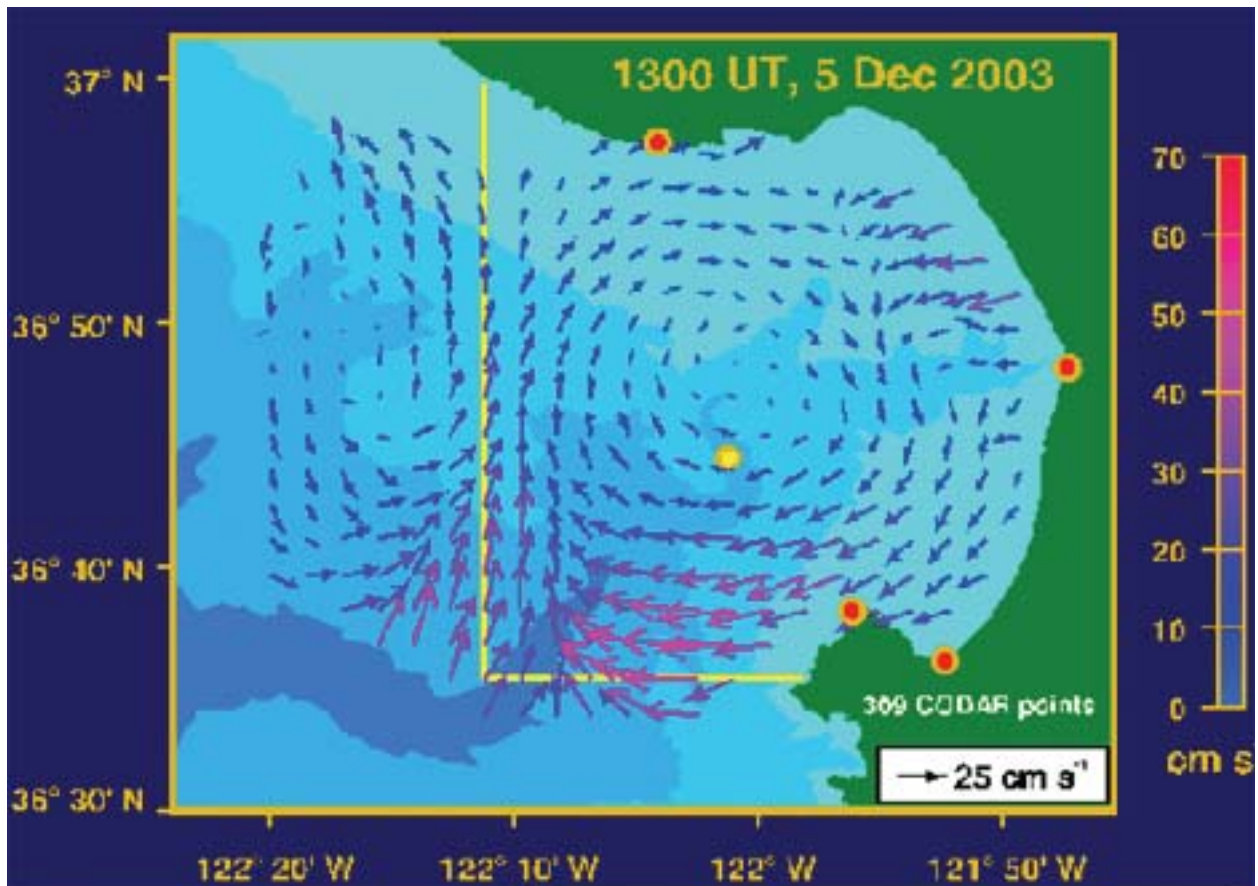 1300 UT, 5 Dec 2003
37° N
36° 50' N
36° 40' N
36° 30' N
122° 20' W
122° 10' W
122° W
121° 50' W
309 CODAR points
25 cm s⁻¹
70
60
50
40
30
20
10
0
cm s